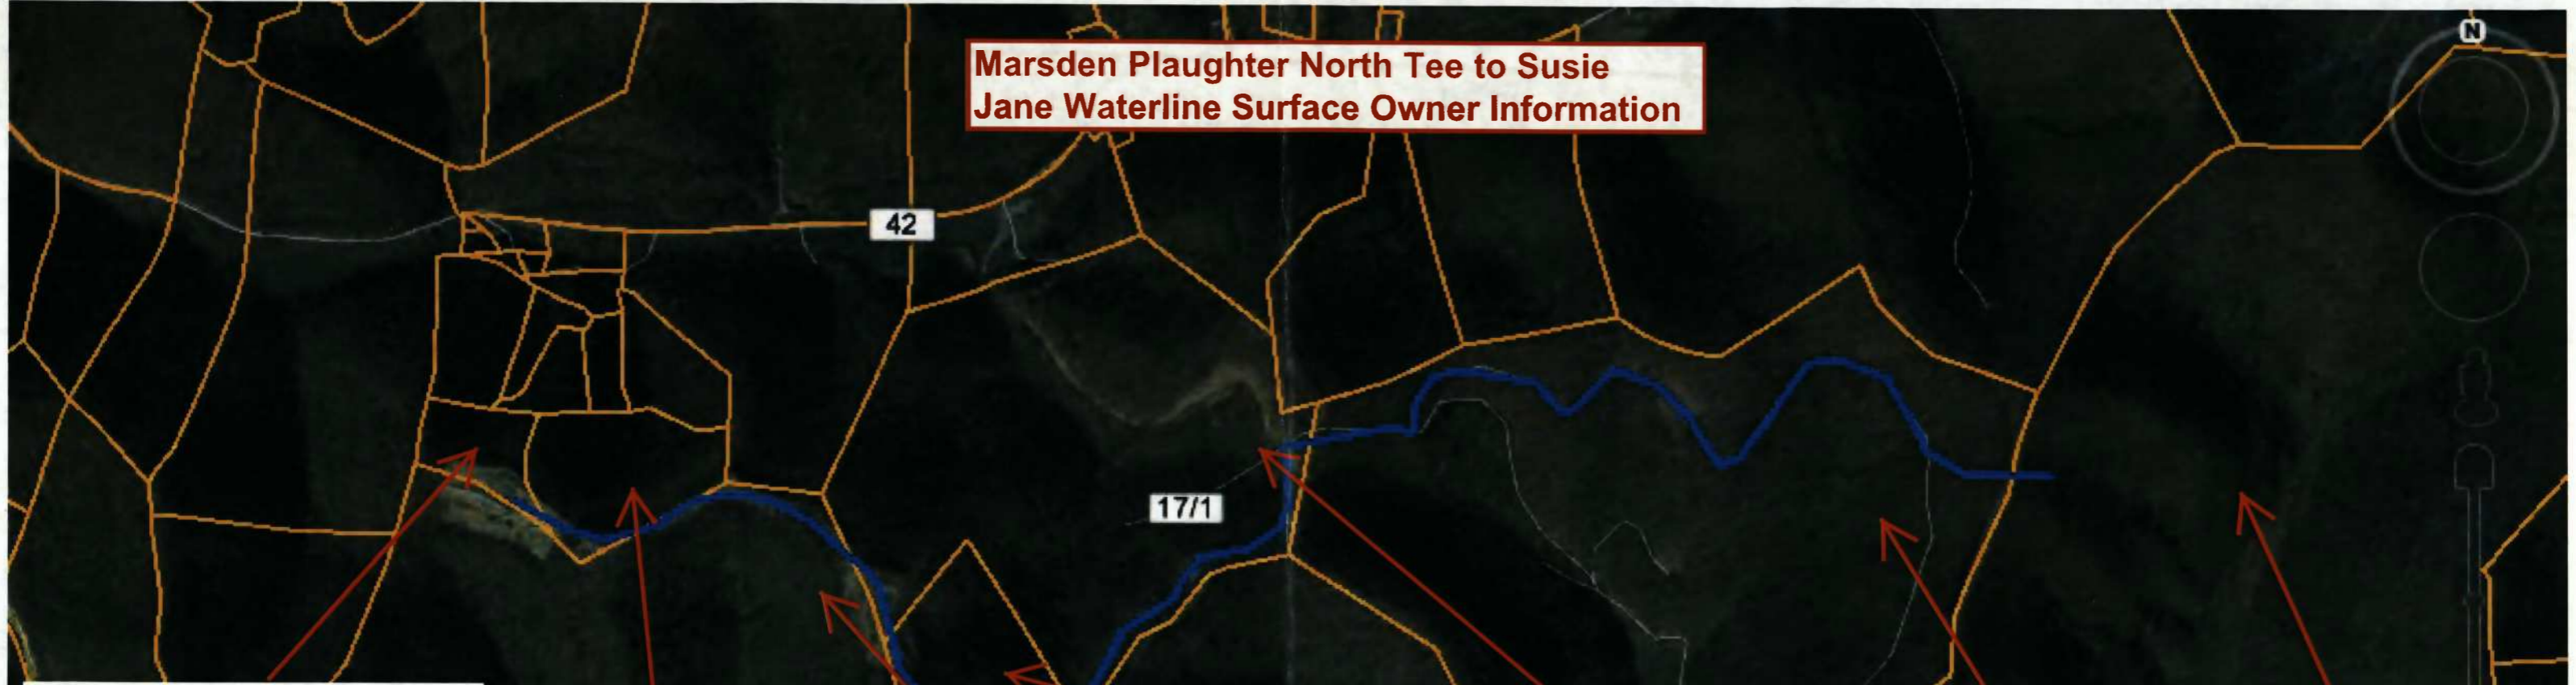 Marsden Plaughter North Tee to Susie
Jane Waterline Surface Owner Information
N
42
17/1